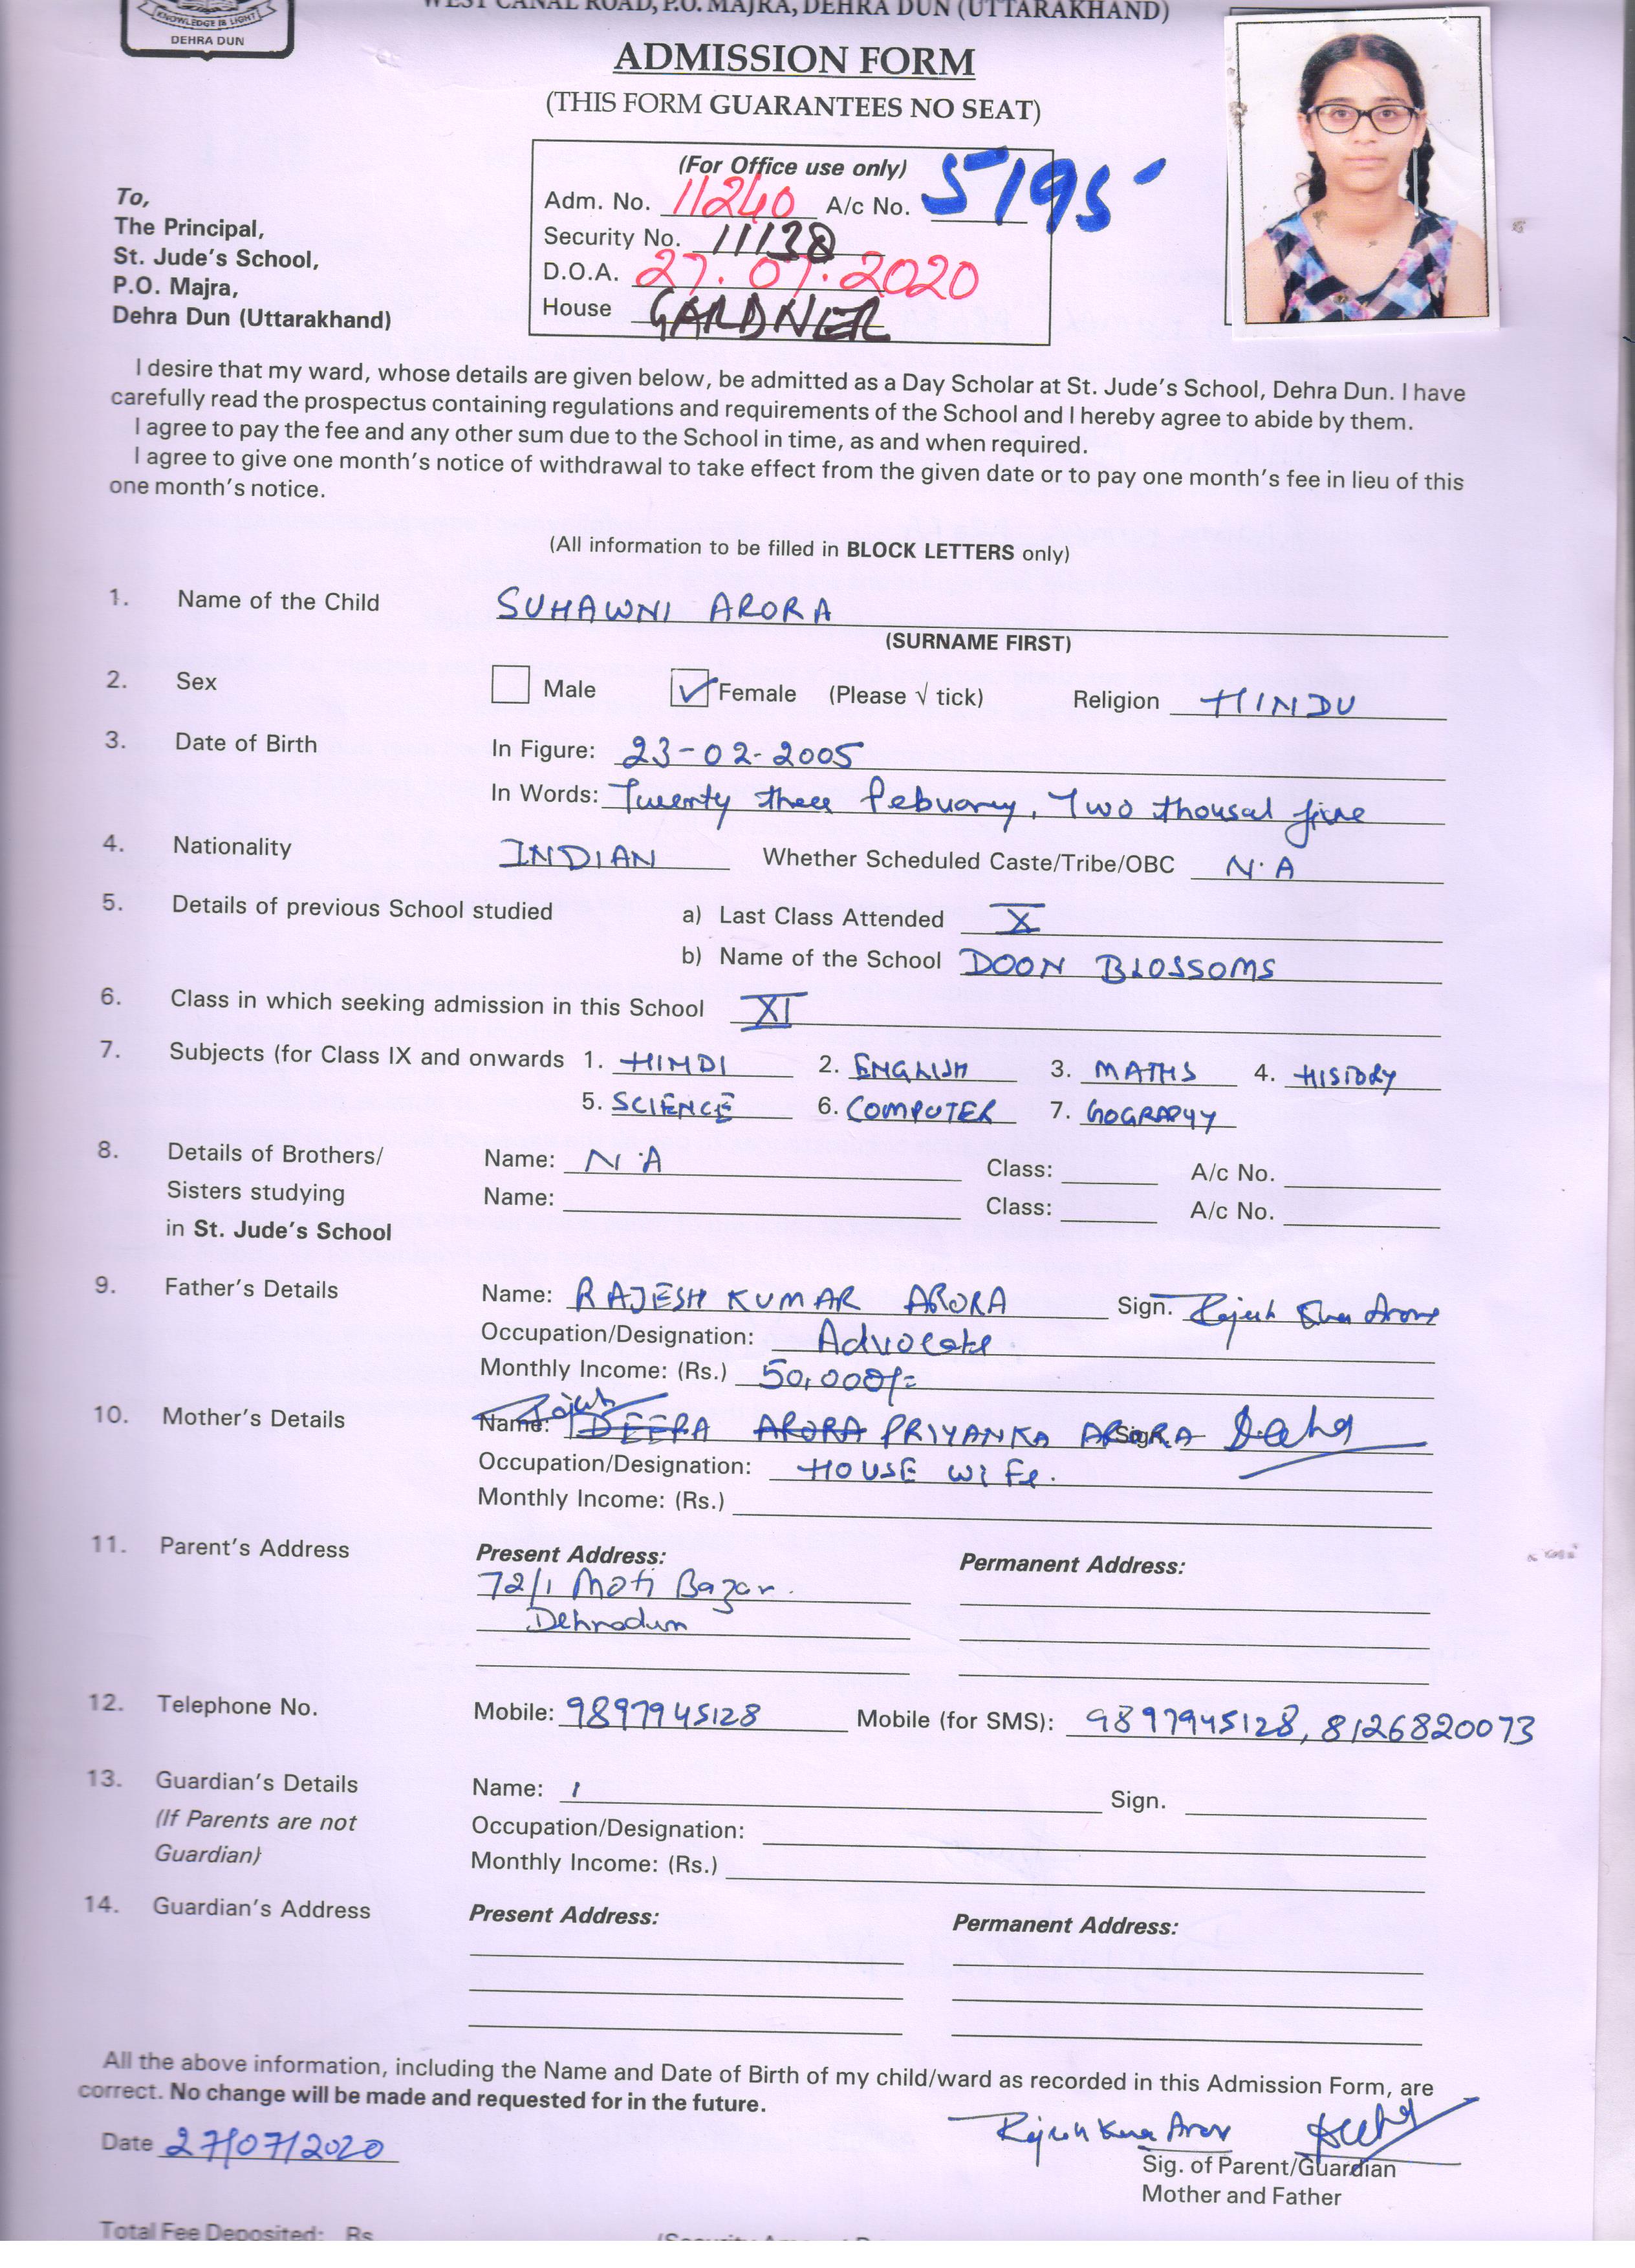 KNOWLEDGE IS LIGHT
DEHRA DUN
WEST CANAL ROAD, P.O. MAJRA, DEHRA DUN (UTTARAKHAND)
ADMISSION FORM
(THIS FORM GUARANTEES NO SEAT)
(For Office use only)
Adm. No. 11240 A/c No. 5195
Security No. 11138
D.O.A. 27.07.2020
House GARDNER
To,
The Principal,
St. Jude's School,
P.O. Majra,
Dehra Dun (Uttarakhand)
I desire that my ward, whose details are given below, be admitted as a Day Scholar at St. Jude's School, Dehra Dun. I have
carefully read the prospectus containing regulations and requirements of the School and I hereby agree to abide by them.
I agree to pay the fee and any other sum due to the School in time, as and when required.
I agree to give one month's notice of withdrawal to take effect from the given date or to pay one month's fee in lieu of this
one month's notice.
(All information to be filled in BLOCK LETTERS only)
1. Name of the Child SUHAWNI ARORA
(SURNAME FIRST)
2. Sex Male ✓ Female (Please √ tick) Religion HINDU
3. Date of Birth In Figure: 23-02-2005
In Words: Twenty three Febuary, Two thousal five
4. Nationality INDIAN Whether Scheduled Caste/Tribe/OBC N.A
5. Details of previous School studied a) Last Class Attended X
b) Name of the School DOON BLOSSOMS
6. Class in which seeking admission in this School XI
7. Subjects (for Class IX and onwards 1. HINDI 2. ENGLISH 3. MATHS 4. HISTORY
5. SCIENCE 6. COMPUTER 7. GOGRAPHY
8. Details of Brothers/ Name: N.A Class: A/c No.
Sisters studying Name: Class: A/c No.
in St. Jude's School
9. Father's Details Name: RAJESH KUMAR ARORA Sign. Rajesh Kumar Arora
Occupation/Designation: Advocate
Monthly Income: (Rs.) 50,000/=
10. Mother's Details Name: DEEPA ARORA PRIYANKA ARORA Sign.
Occupation/Designation: HOUSE WIFE.
Monthly Income: (Rs.)
11. Parent's Address Present Address: Permanent Address:
72/1 Moti Bazar.
Dehradun
12. Telephone No. Mobile: 9897945128 Mobile (for SMS): 9897945128, 8126820073
13. Guardian's Details Name: Sign.
(If Parents are not Occupation/Designation:
Guardian) Monthly Income: (Rs.)
14. Guardian's Address Present Address: Permanent Address:
All the above information, including the Name and Date of Birth of my child/ward as recorded in this Admission Form, are
correct. No change will be made and requested for in the future.
Date 27/07/2020 Rajesh Kumar Arora
Sig. of Parent/Guardian
Mother and Father
Total Fee Deposited: Rs